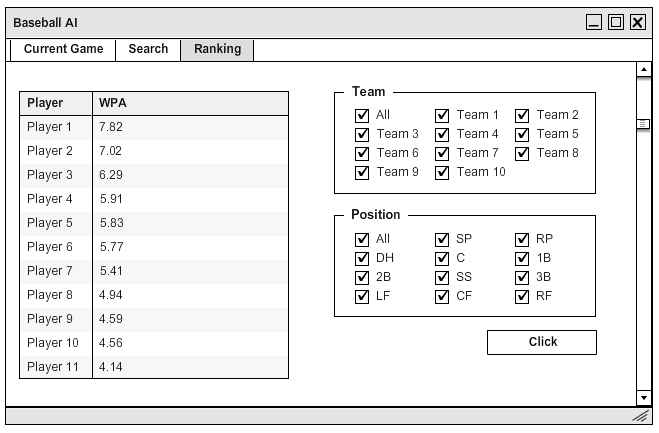 Baseball AI
Current Game Search Ranking
Player WPA
Player 1 7.82
Player 2 7.02
Player 3 6.29
Player 4 5.91
Player 5 5.83
Player 6 5.77
Player 7 5.41
Player 8 4.94
Player 9 4.59
Player 10 4.56
Player 11 4.14
Team
All Team 1 Team 2
Team 3 Team 4 Team 5
Team 6 Team 7 Team 8
Team 9 Team 10
Position
All SP RP
DH C 1B
2B SS 3B
LF CF RF
Click